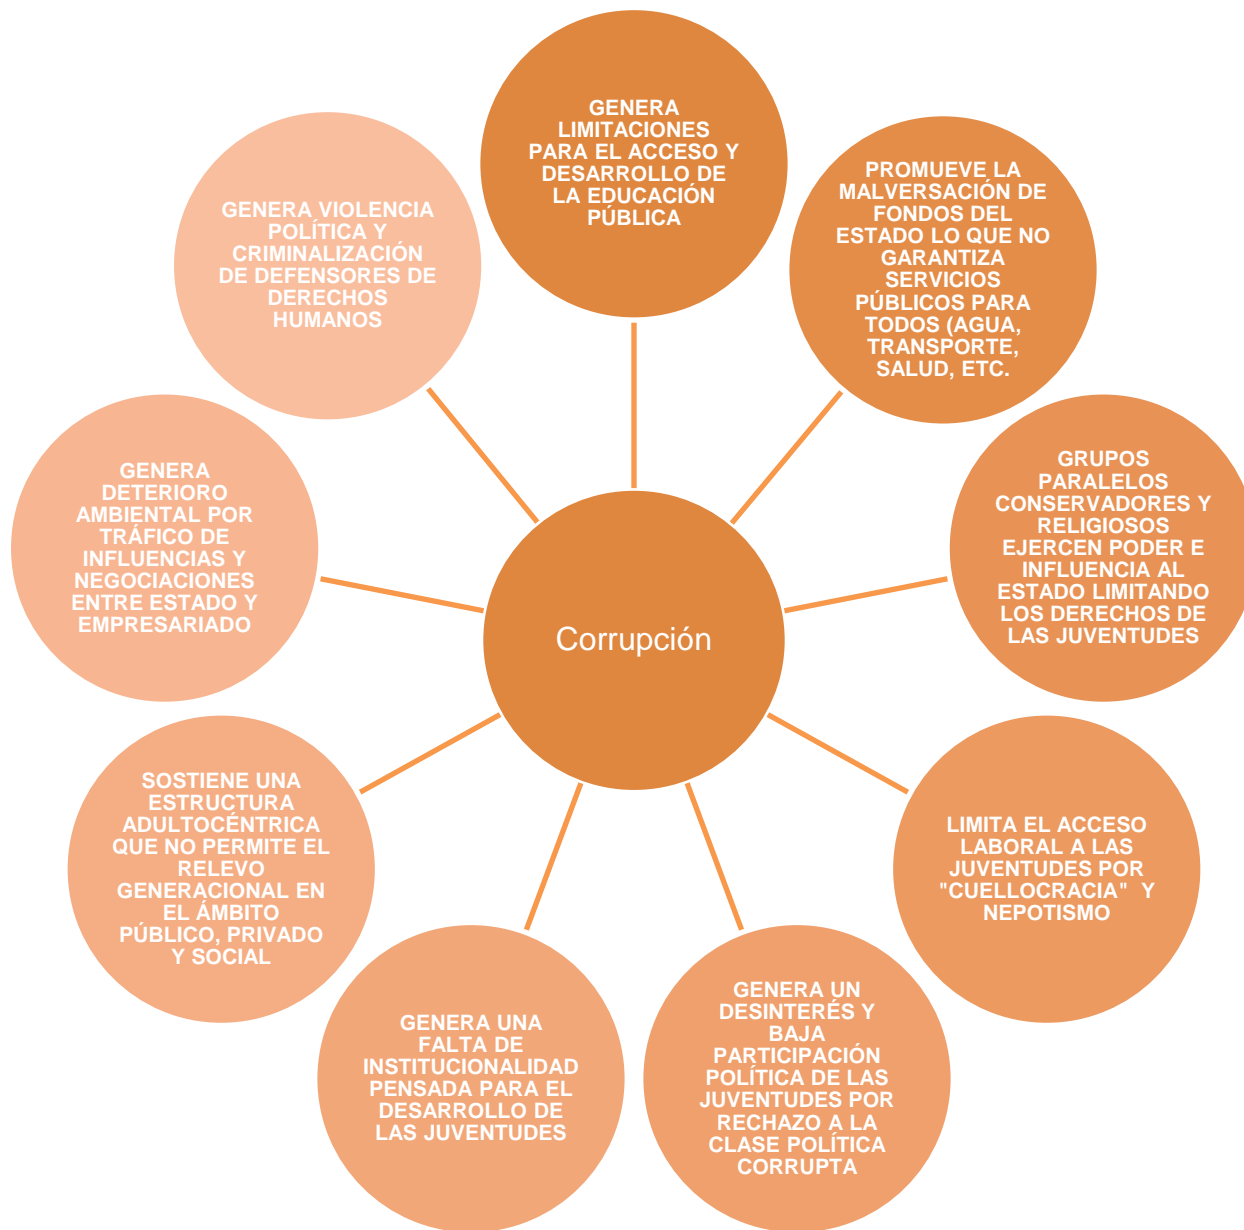 GENERA
LIMITACIONES
PARA EL ACCESO Y
DESARROLLO DE
LA EDUCACIÓN
PÚBLICA
PROMUEVE LA
MALVERSACIÓN DE
FONDOS DEL
ESTADO LO QUE NO
GARANTIZA
SERVICIOS
PÚBLICOS PARA
TODOS (AGUA,
TRANSPORTE,
SALUD, ETC.
GRUPOS
PARALELOS
CONSERVADORES Y
RELIGIOSOS
EJERCEN PODER E
INFLUENCIA AL
ESTADO LIMITANDO
LOS DERECHOS DE
LAS JUVENTUDES
LIMITA EL ACCESO
LABORAL A LAS
JUVENTUDES POR
"CUELLOCRACIA"  Y
NEPOTISMO
GENERA UN
DESINTERÉS Y
BAJA
PARTICIPACIÓN
POLÍTICA DE LAS
JUVENTUDES POR
RECHAZO A LA
CLASE POLÍTICA
CORRUPTA
GENERA UNA
FALTA DE
INSTITUCIONALIDAD
PENSADA PARA EL
DESARROLLO DE
LAS JUVENTUDES
SOSTIENE UNA
ESTRUCTURA
ADULTOCÉNTRICA
QUE NO PERMITE EL
RELEVO
GENERACIONAL EN
EL ÁMBITO
PÚBLICO, PRIVADO
Y SOCIAL
GENERA
DETERIORO
AMBIENTAL POR
TRÁFICO DE
INFLUENCIAS Y
NEGOCIACIONES
ENTRE ESTADO Y
EMPRESARIADO
GENERA VIOLENCIA
POLÍTICA Y
CRIMINALIZACIÓN
DE DEFENSORES DE
DERECHOS
HUMANOS
Corrupción